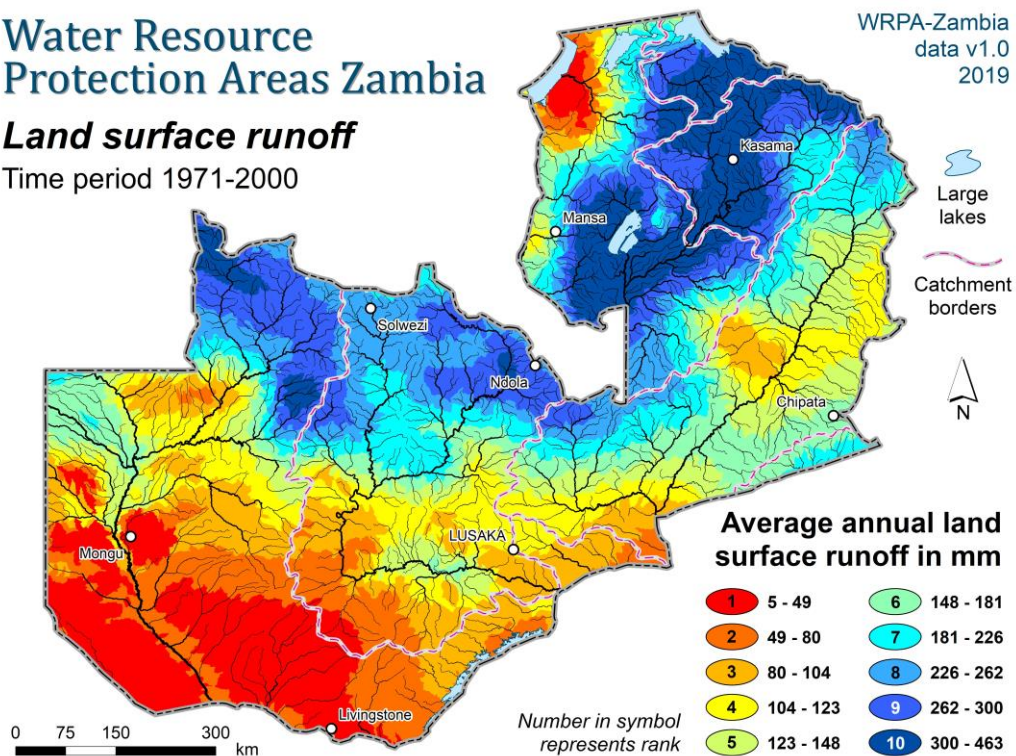 Water Resource
Protection Areas Zambia
Land surface runoff
Time period 1971-2000
WRPA-Zambia
data v1.0
2019
Large
lakes
Catchment
borders
N
Kasama
Mansa
Solwezi
Ndola
Chipata
LUSAKA
Mongu
Livingstone
Average annual land
surface runoff in mm
1 5 - 49
2 49 - 80
3 80 - 104
4 104 - 123
5 123 - 148
6 148 - 181
7 181 - 226
8 226 - 262
9 262 - 300
10 300 - 463
Number in symbol
represents rank
0 75 150 300
km